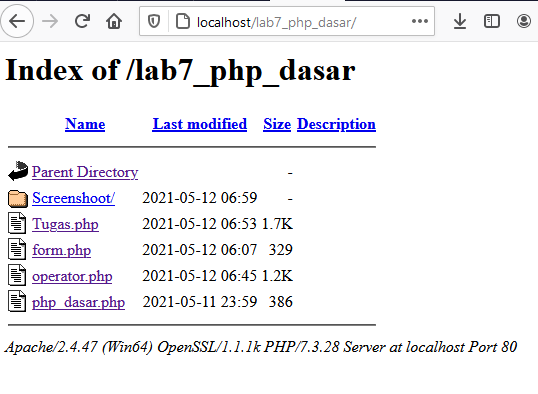 localhost/lab7_php_dasar/
Index of /lab7_php_dasar
Name Last modified Size Description
Parent Directory -
Screenshoot/ 2021-05-12 06:59 -
Tugas.php 2021-05-12 06:53 1.7K
form.php 2021-05-12 06:07 329
operator.php 2021-05-12 06:45 1.2K
php_dasar.php 2021-05-11 23:59 386
Apache/2.4.47 (Win64) OpenSSL/1.1.1k PHP/7.3.28 Server at localhost Port 80